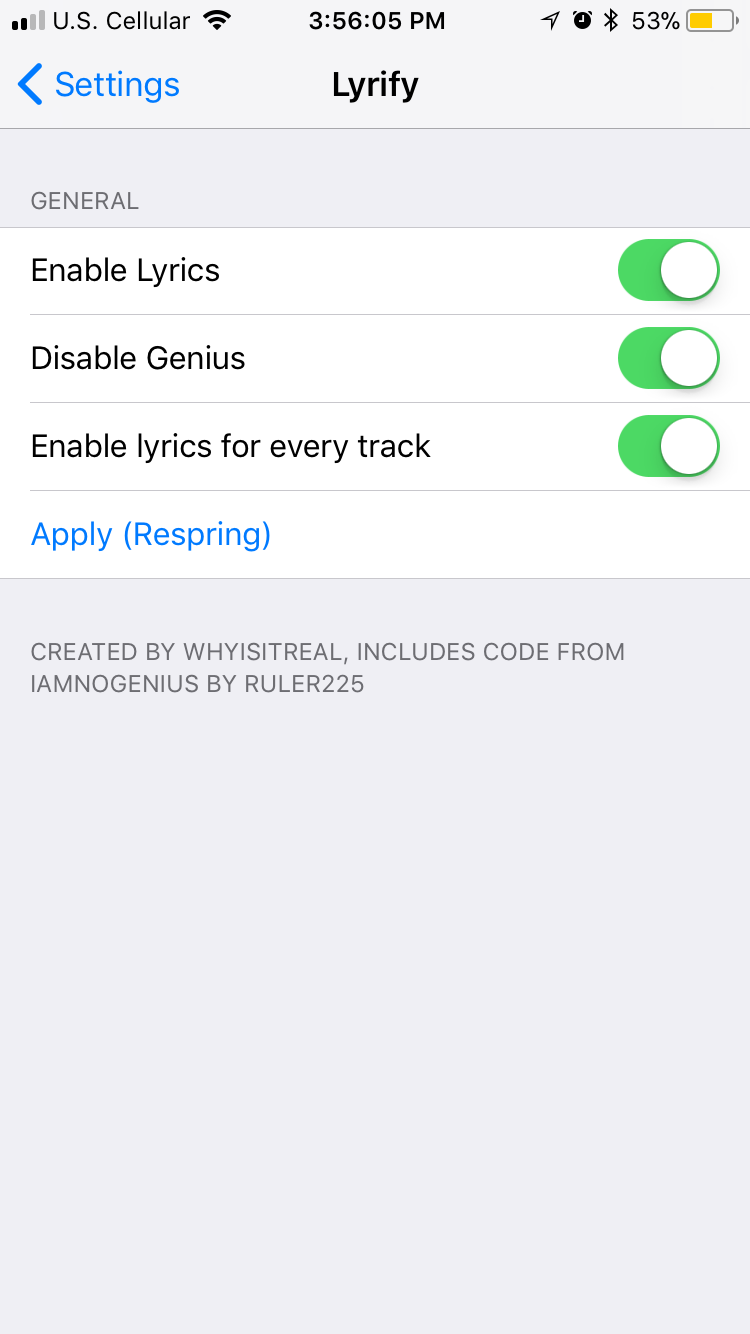 U.S. Cellular 3:56:05 PM 53%
Settings Lyrify
GENERAL
Enable Lyrics
Disable Genius
Enable lyrics for every track
Apply (Respring)
CREATED BY WHYISITREAL, INCLUDES CODE FROM
IAMNOGENIUS BY RULER225